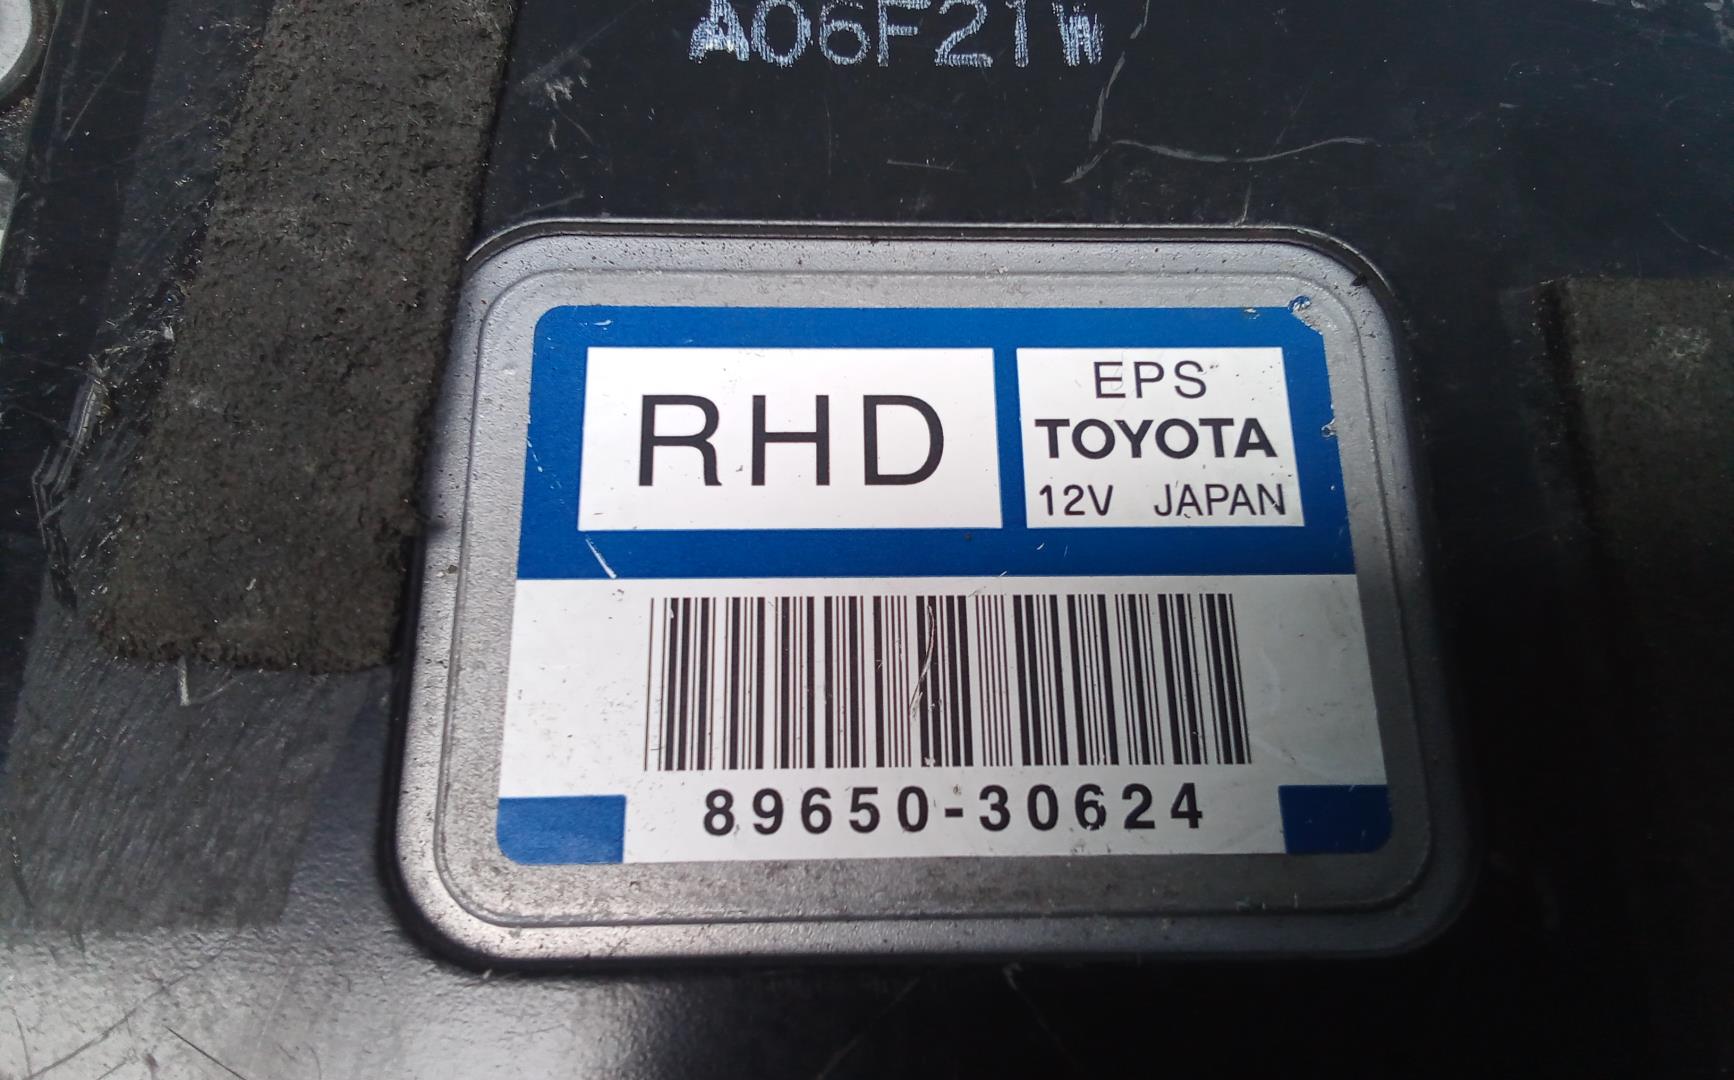 A06F21W
RHD
EPS
TOYOTA
12V JAPAN
89650-30624